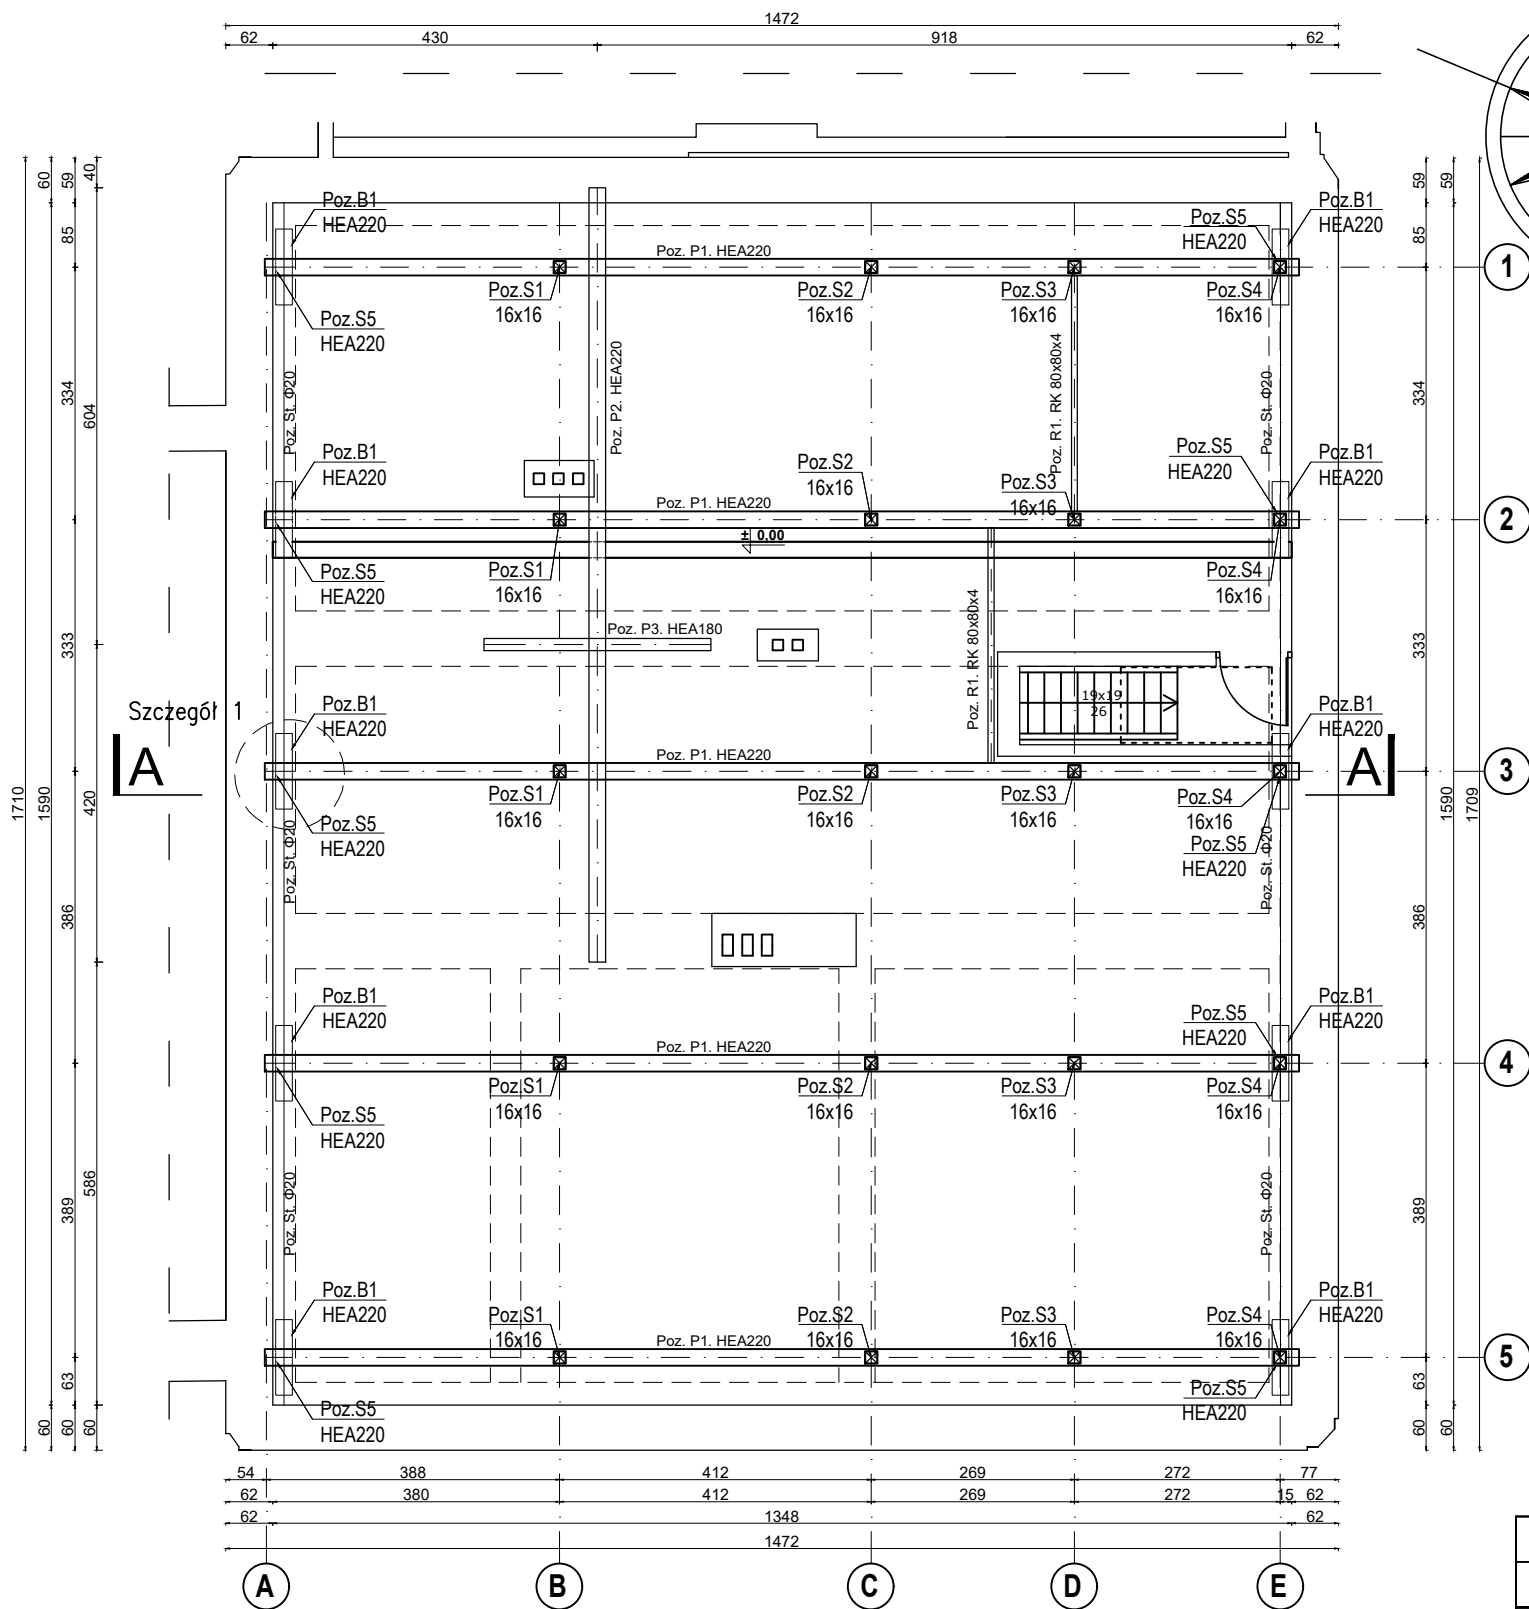 1472
62 430 918 62
Poz.B1
HEA220
Poz. P1. HEA220
Poz.S5
HEA220
Poz.B1
HEA220
1
Poz.S1
16x16
Poz.S2
16x16
Poz.S3
16x16
Poz.S4
16x16
Poz.S5
HEA220
Poz. St. Φ20
Poz. P2. HEA220
Poz. R1. RK 80x80x4
Poz. St. Φ20
Poz.B1
HEA220
Poz. P1. HEA220
Poz.S2
16x16
Poz.S3
16x16
Poz.S5
HEA220
Poz.B1
HEA220
2
± 0.00
Poz.S5
HEA220
Poz.S1
16x16
Poz.S4
16x16
Poz. P3. HEA180
Poz. R1. RK 80x80x4
19x19
26
Szczegół 1
A
Poz.B1
HEA220
Poz. P1. HEA220
Poz.B1
HEA220
A
3
Poz.S5
HEA220
Poz.S1
16x16
Poz.S2
16x16
Poz.S3
16x16
Poz.S4
16x16
Poz.S5
HEA220
Poz. St. Φ20
Poz. St. Φ20
Poz.B1
HEA220
Poz. P1. HEA220
Poz.S5
HEA220
Poz.B1
HEA220
4
Poz.S5
HEA220
Poz.S1
16x16
Poz.S2
16x16
Poz.S3
16x16
Poz.S4
16x16
Poz. St. Φ20
Poz. St. Φ20
Poz.B1
HEA220
Poz.S1
16x16
Poz. P1. HEA220
Poz.S2
16x16
Poz.S3
16x16
Poz.S4
16x16
Poz.B1
HEA220
5
Poz.S5
HEA220
Poz.S5
HEA220
1710
60 1590 60
59 85 334 333 386 389 63 60
40 604 420 586 60
59 85 334 333 386 389 63 60
59 1590 60
1709
54 388 412 269 272 77
62 380 412 269 272 15 62
62 1348 62
1472
A B C D E